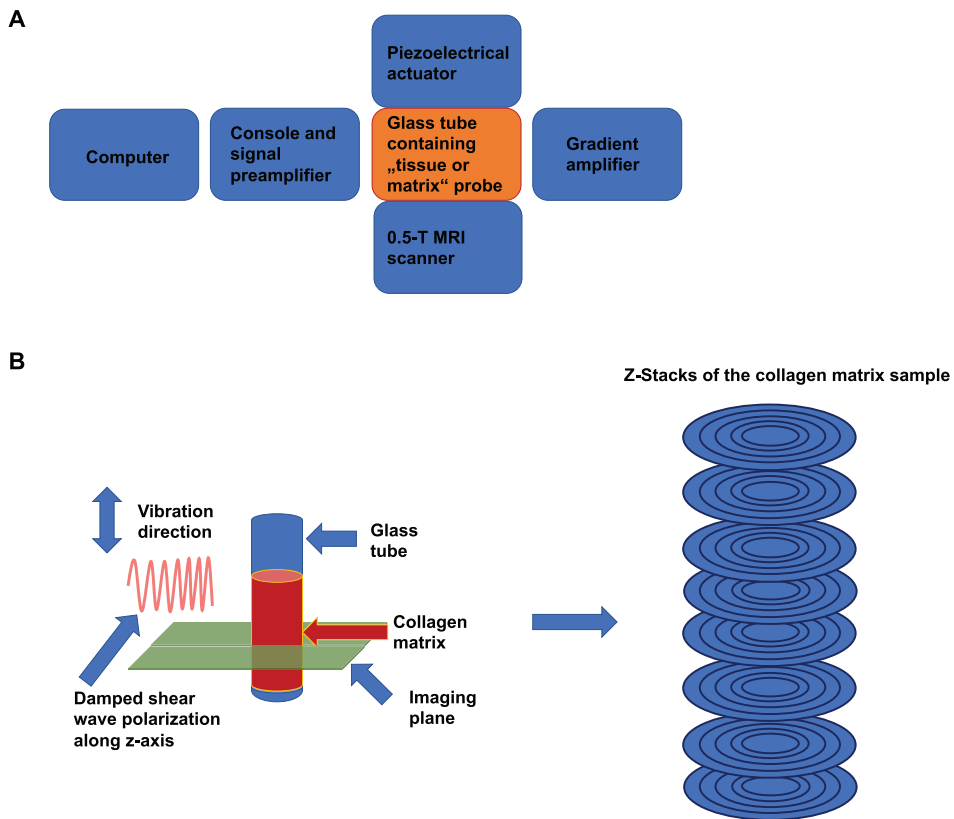 A
Piezoelectrical
actuator
Computer
Console and
signal
preamplifier
Glass tube
containing
„tissue or
matrix“ probe
Gradient
amplifier
0.5-T MRI
scanner
B
Z-Stacks of the collagen matrix sample
Vibration
direction
Glass
tube
Collagen
matrix
Damped shear
wave polarization
along z-axis
Imaging
plane